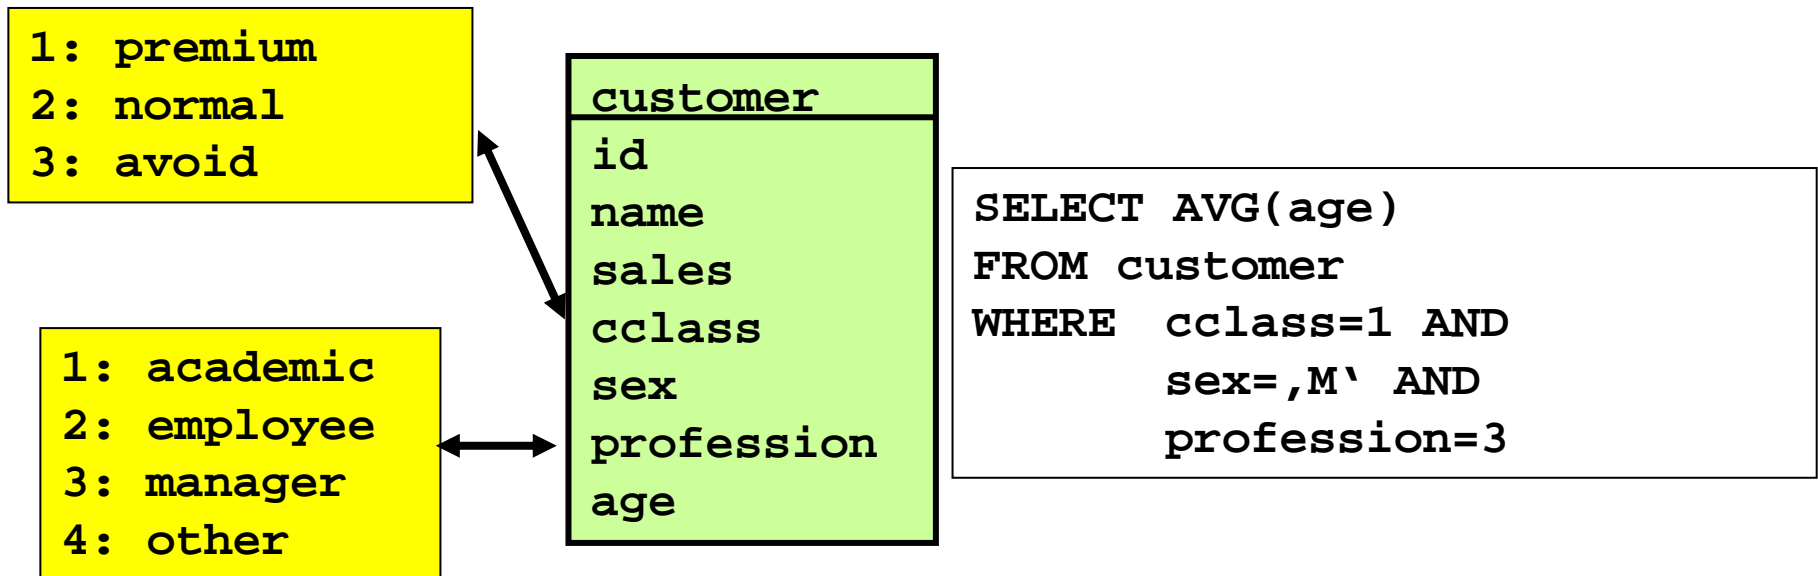 1: premium
2: normal
3: avoid
1: academic
2: employee
3: manager
4: other
customer
id
name
sales
cclass
sex
profession
age
SELECT AVG(age)
FROM customer
WHERE cclass=1 AND
sex=‚M‘ AND
profession=3